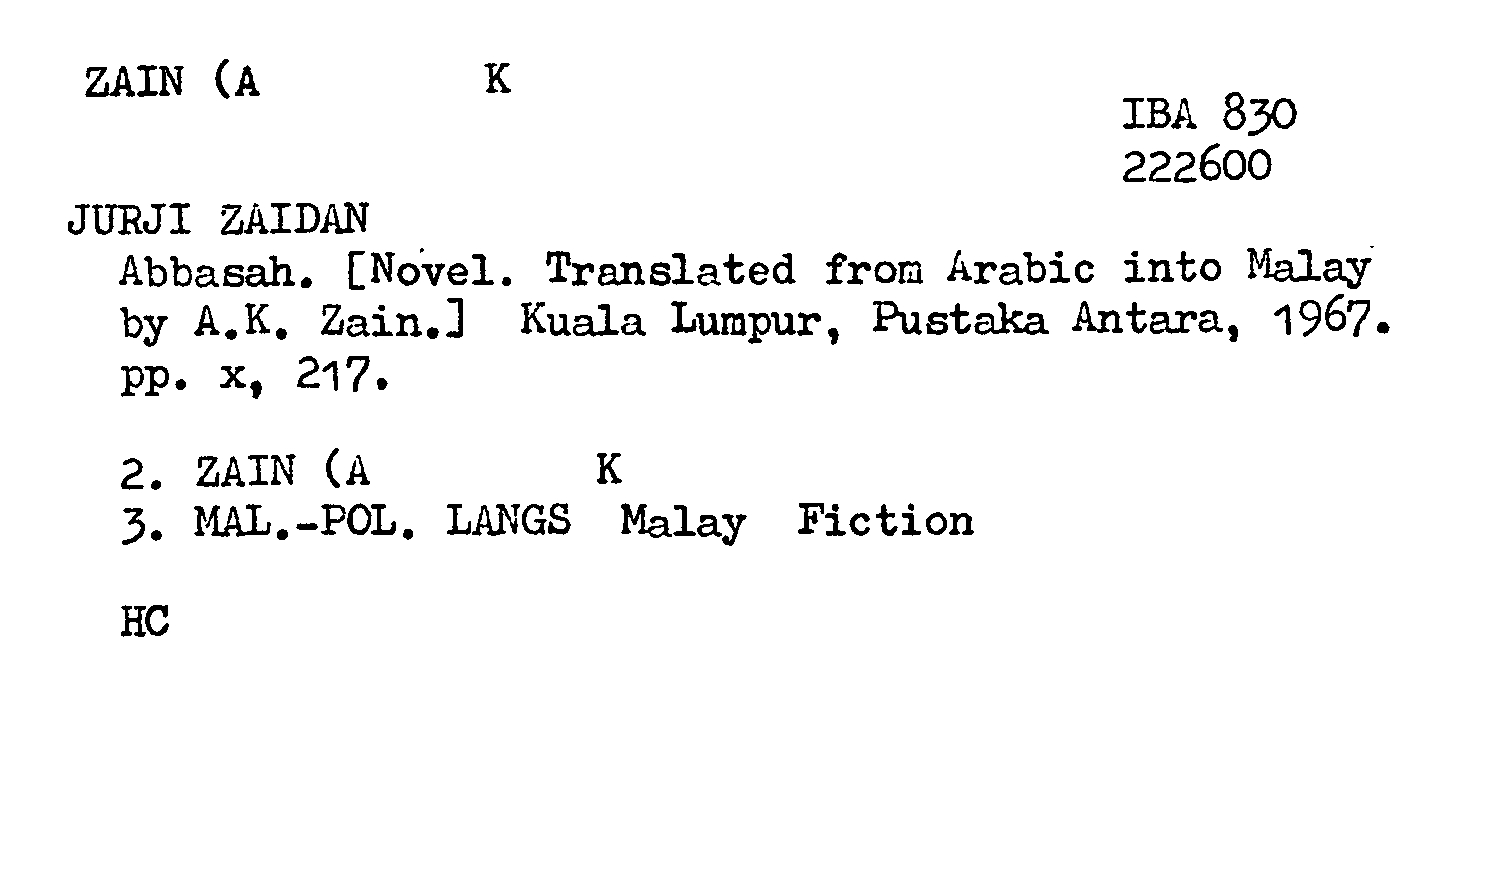 ZAIN (A K
IBA 830
222600
JURJI ZAIDAN
Abbasah. [Novel. Translated from Arabic into Malay
by A.K. Zain.] Kuala Lumpur, Pustaka Antara, 1967.
pp. x, 217.
2. ZAIN (A K
3. MAL.-POL. LANGS Malay Fiction
HC